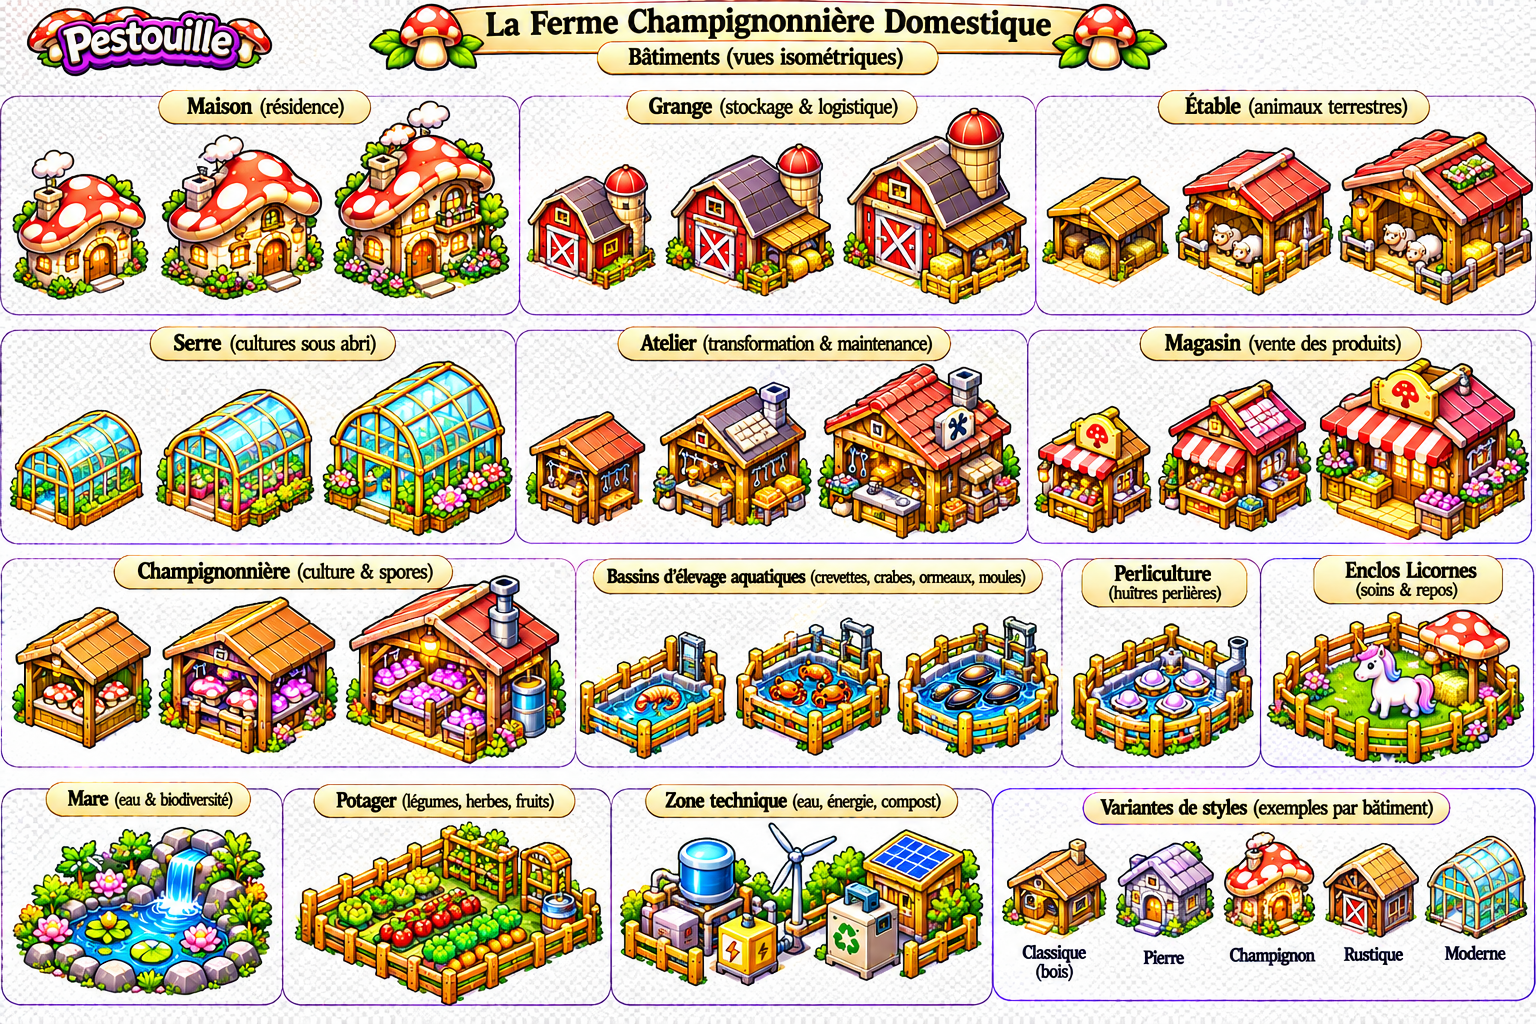 Pestouille
La Ferme Champignonnière Domestique
Bâtiments (vues isométriques)
Maison (résidence)
Grange (stockage & logistique)
Étable (animaux terrestres)
Serre (cultures sous abri)
Atelier (transformation & maintenance)
Magasin (vente des produits)
Champignonnière (culture & spores)
Bassins d'élevage aquatiques (crevettes, crabes, ormeaux, moules)
Perliculture
(huîtres perlières)
Enclos Licornes
(soins & repos)
Mare (eau & biodiversité)
Potager (légumes, herbes, fruits)
Zone technique (eau, énergie, compost)
Variantes de styles (exemples par bâtiment)
Classique
(bois)
Pierre
Champignon
Rustique
Moderne